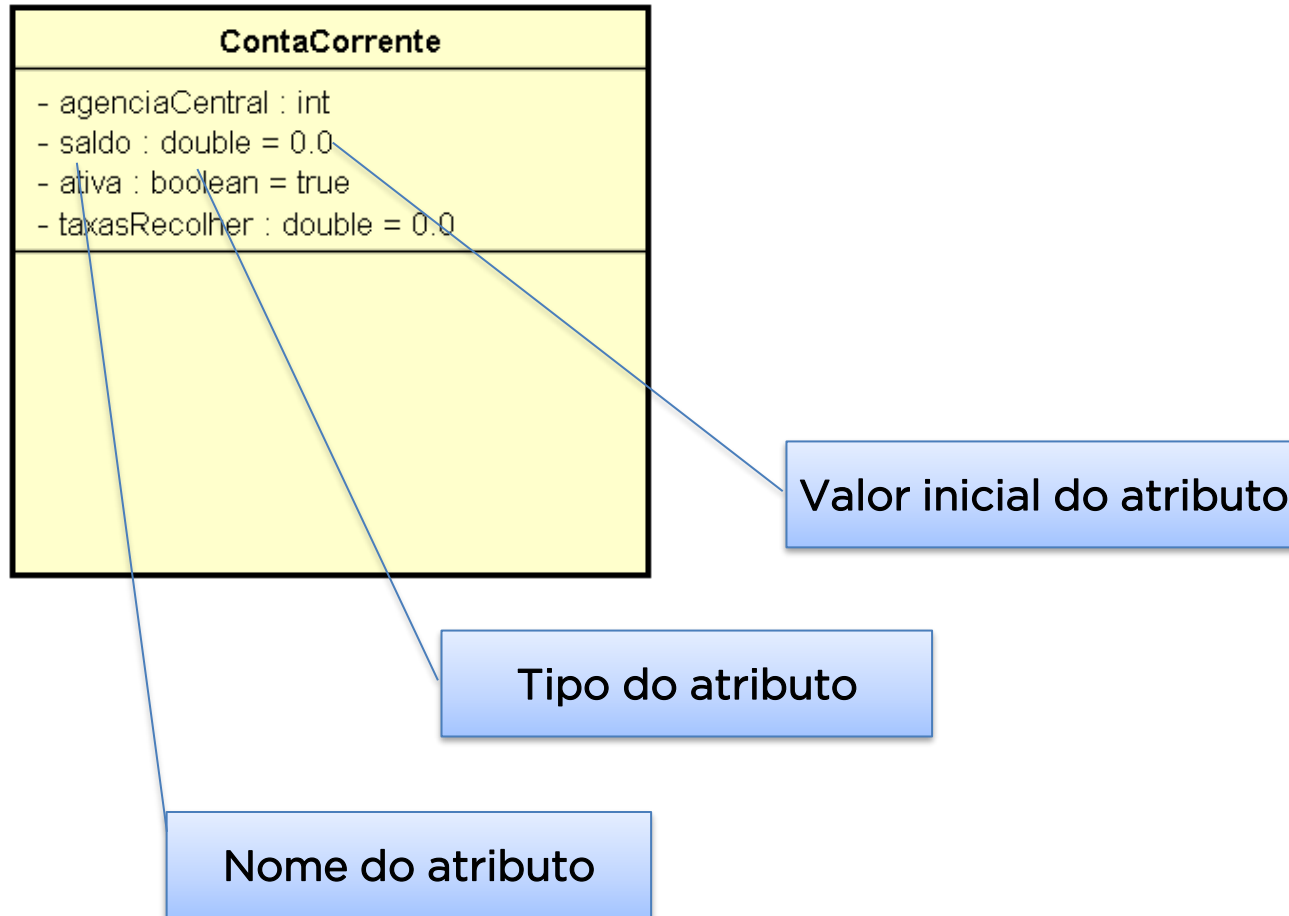 ContaCorrente
- agenciaCentral : int
- saldo : double = 0.0
- ativa : boolean = true
- taxasRecolher : double = 0.0
Valor inicial do atributo
Tipo do atributo
Nome do atributo